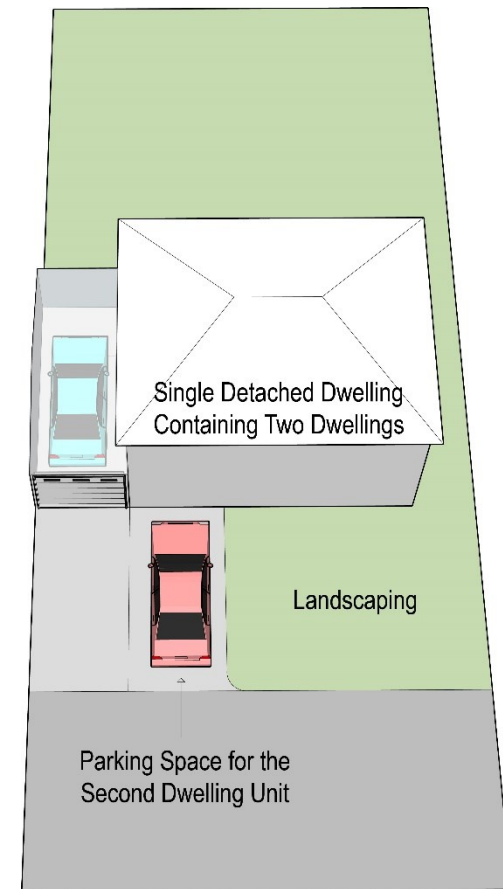 Single Detached Dwelling
Containing Two Dwellings
Landscaping
Parking Space for the
Second Dwelling Unit